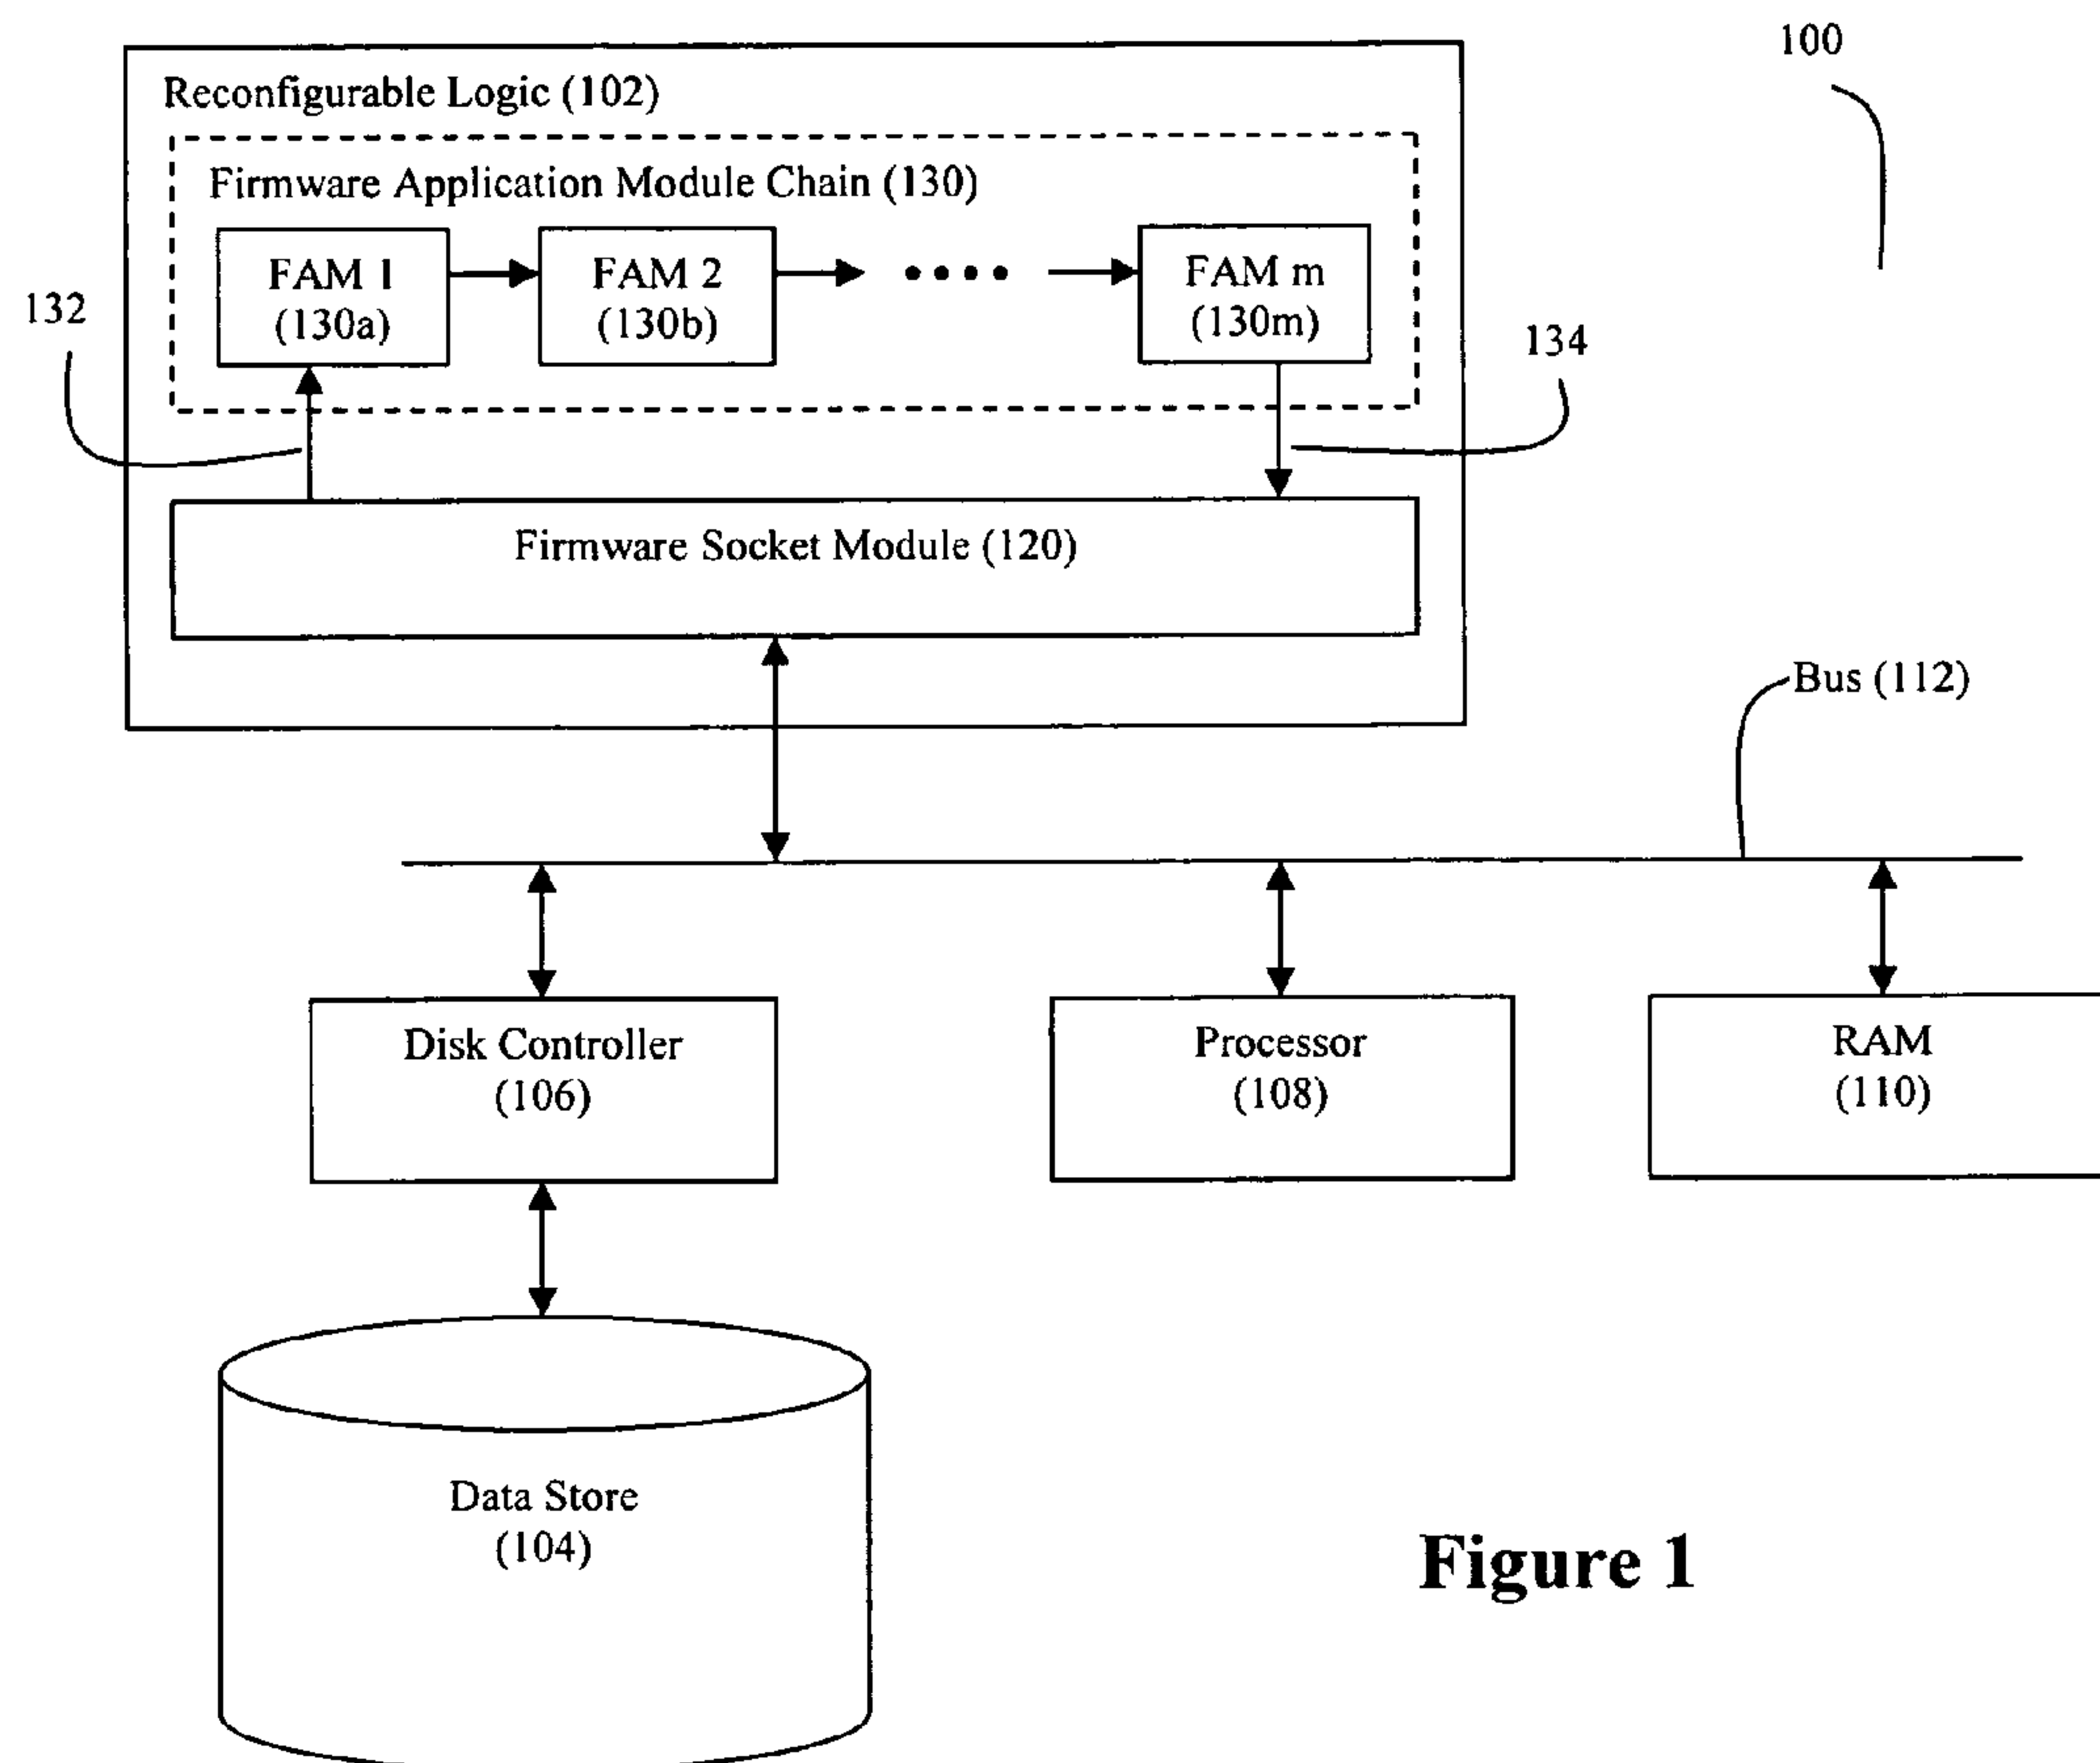 100
Reconfigurable Logic (102)
Firmware Application Module Chain (130)
FAM 1
(130a)
FAM 2
(130b)
FAM m
(130m)
132
134
Firmware Socket Module (120)
Bus (112)
Disk Controller
(106)
Processor
(108)
RAM
(110)
Data Store
(104)
Figure 1